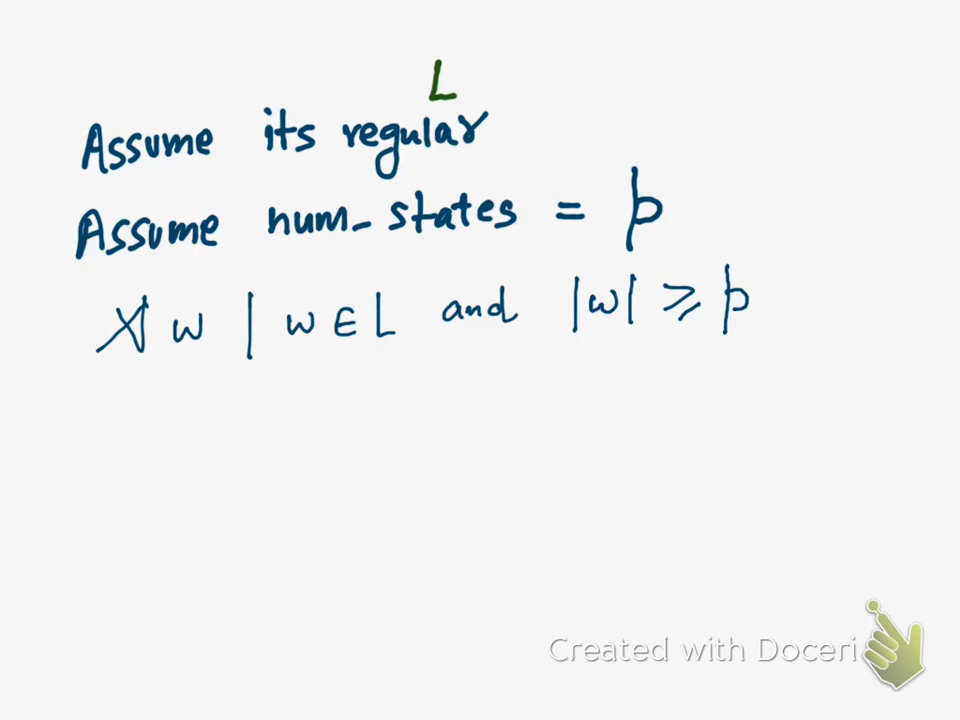 L
Assume its regular
Assume num_states = p
∀ w | w ∈ L and |w| ≥ p
Created with Doceri